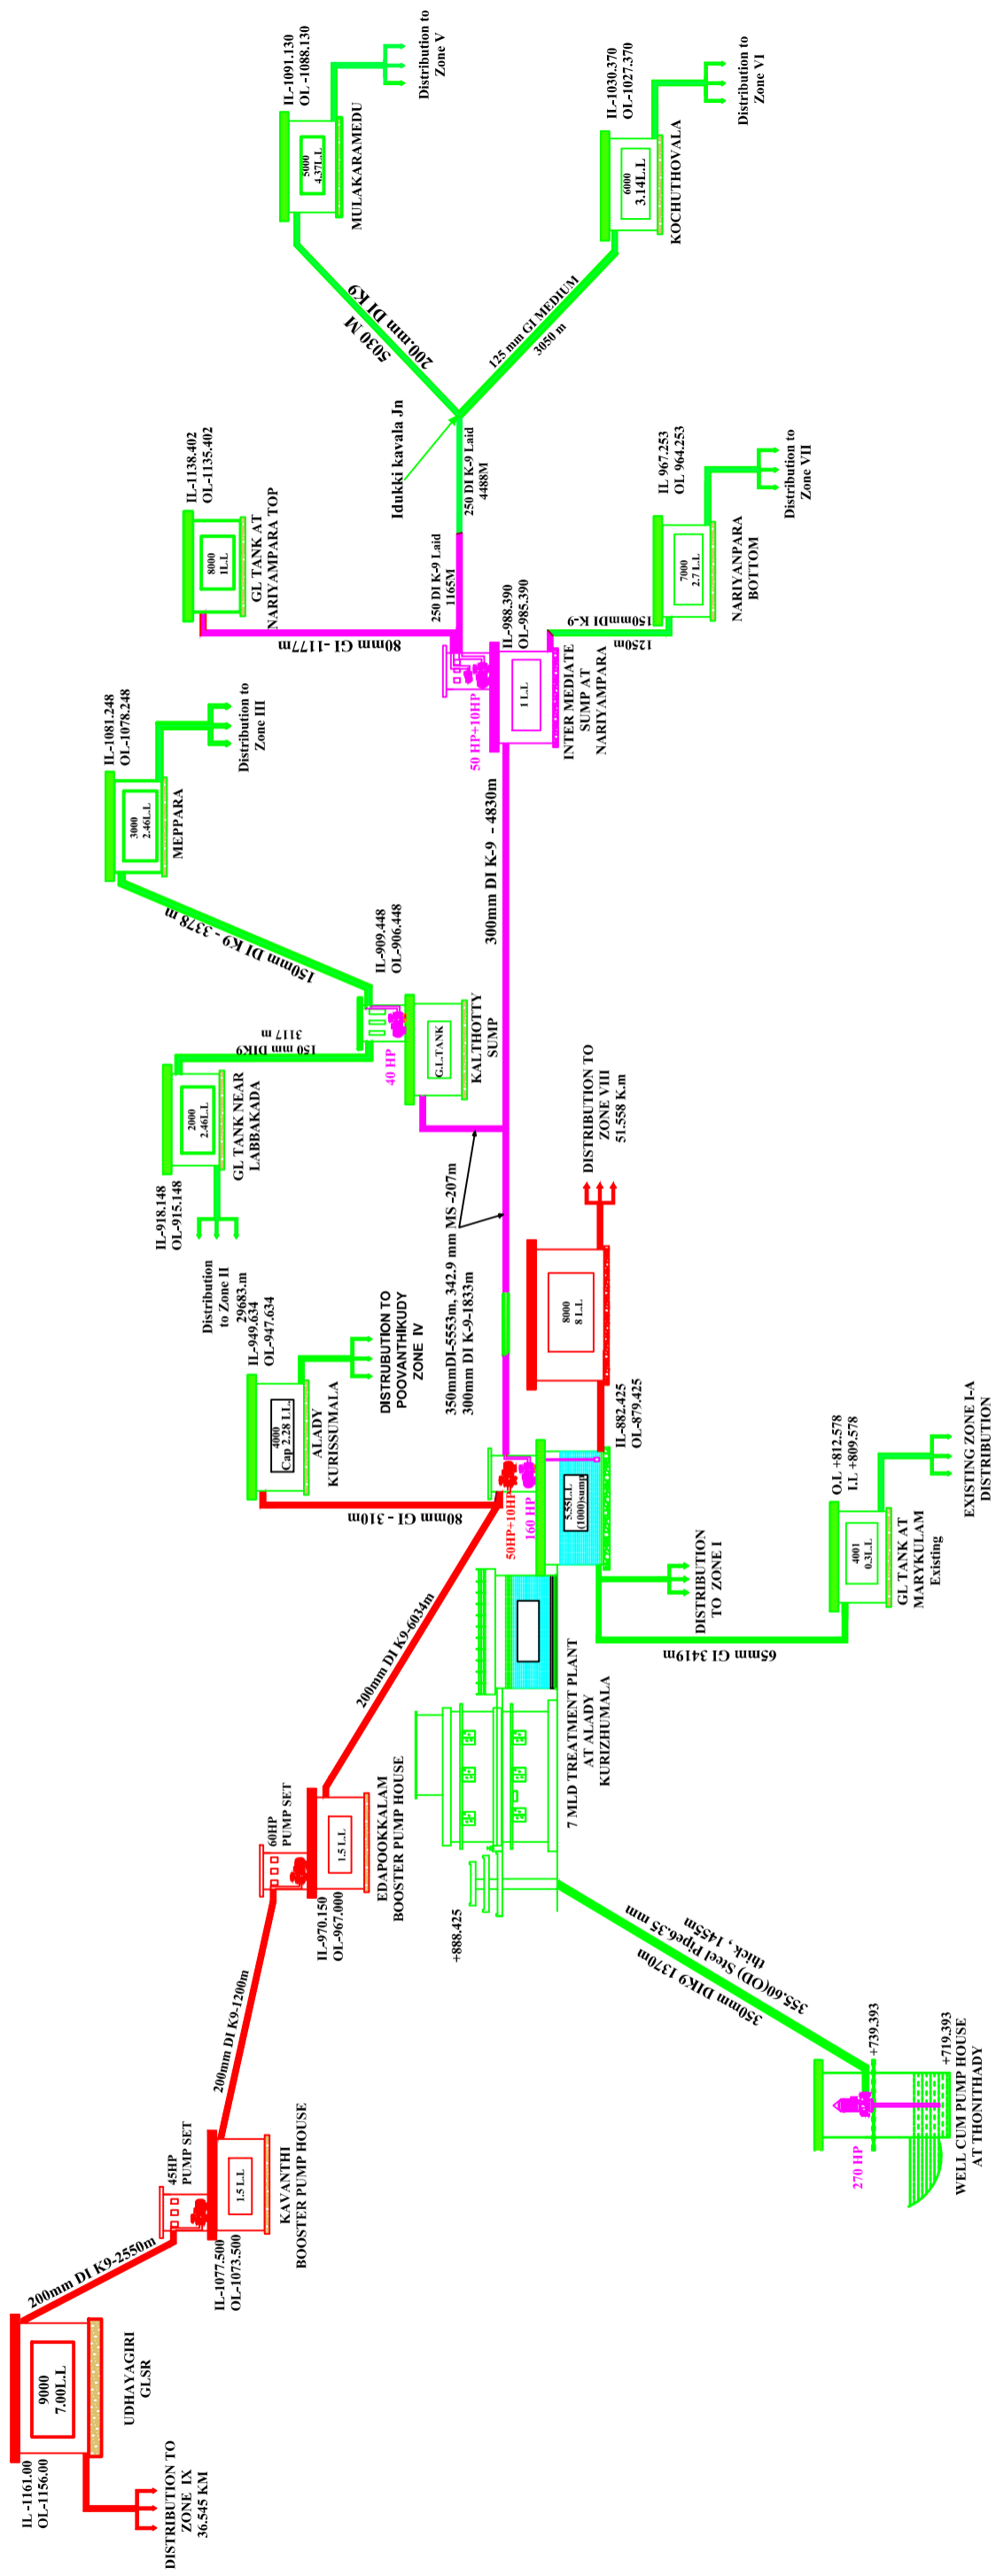 IL -1161.00
OL-1156.00
9000
7.00L.L
UDHAYAGIRI
GLSR
DISTRIBUTION TO
ZONE IX
36.545 KM
200mm DI K9-2550m
45HP
PUMP SET
IL-1077.500
OL-1073.500
1.5 L.L
KAVANTHI
BOOSTER PUMP HOUSE
200mm DI K9-1200m
60HP
PUMP SET
IL-970.150
OL-967.000
1.5 L.L
EDAPOOKKALAM
BOOSTER PUMP HOUSE
200mm DI K9-6034m
270 HP
+739.393
+719.393
WELL CUM PUMP HOUSE
AT THONITHADY
355.60(OD) Steel Pipe6.35 mm
thick , 1455m
350mm DIK9 1370m
+888.425
7 MLD TREATMENT PLANT
AT ALADY
KURIZHUMALA
50HP+10HP
160 HP
5.55L.L
(1000)sump
IL-882.425
OL-879.425
DISTRIBUTION
TO ZONE I
65mm GI 3419m
O.L +812.578
I.L +809.578
4001
0.3L.L
GL TANK AT
MARYKULAM
Existing
EXISTING ZONE I-A
DISTRIBUTION
80mm GI - 310m
IL-949.634
OL-947.634
4000
Cap 2.28 LL
ALADY
KURISSUMALA
DISTRUBUTION TO
POOVANTHIKUDY
ZONE IV
8000
8 L.L
DISTRIBUTION TO
ZONE VIII
51.558 K.m
350mmDI-5553m, 342.9 mm MS -207m
300mm DI K-9-1833m
IL-918.148
OL-915.148
2000
2.46L.L
GL TANK NEAR
LABBAKADA
Distribution
to Zone II
29683.m
150 mm DIK9
3117 m
40 HP
IL-909.448
OL-906.448
G.L.TANK
KALTHOTTY
SUMP
150mm DI K9 - 3378 m
IL-1081.248
OL-1078.248
3000
2.46L.L
MEPPARA
Distribution to
Zone III
300mm DI K-9 - 4830m
50 HP+10HP
IL-988.390
OL-985.390
1 L.L
INTER MEDIATE
SUMP AT
NARIYAMPARA
80mm GI -1177m
IL-1138.402
OL-1135.402
8000
1L.L
GL TANK AT
NARIYAMPARA TOP
150mmDI K-9
1250m
IL 967.253
OL 964.253
7000
2.7 L.L
NARIYANPARA
BOTTOM
Distribution to
Zone VII
250 DI K-9 Laid
1165M
250 DI K-9 Laid
4488M
Idukki kavala Jn
200.mm DI K9
5030 M
IL-1091.130
OL -1088.130
5000
4.37L.L
MULAKARAMEDU
Distribution to
Zone V
125 mm GI MEDIUM
3050 m
IL-1030.370
OL-1027.370
6000
3.14L.L
KOCHUTHOVALA
Distribution to
Zone VI